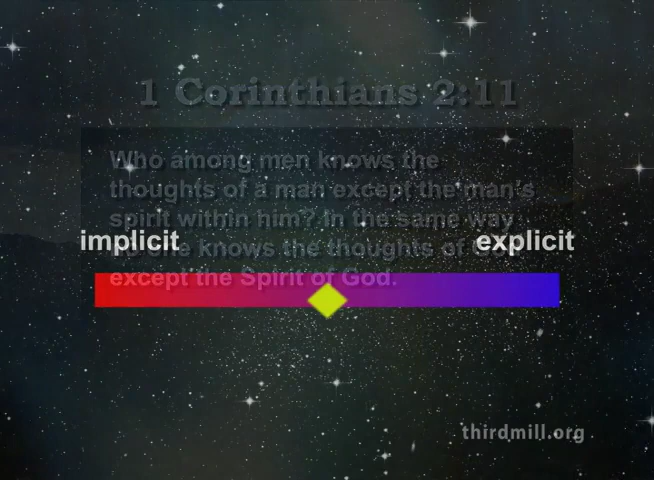 1 Corinthians 2:11
Who among men knows the
thoughts of a man except the man's
spirit within him? In the same way
implicit
explicit
knows the thoughts of
except the Spirit of God.
thirdmill.org